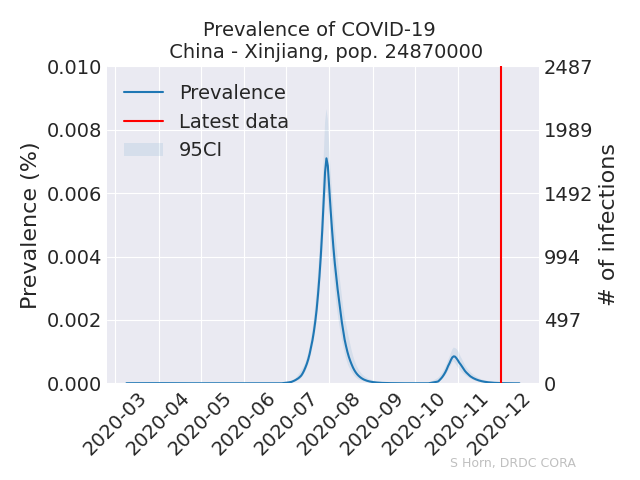 Prevalence of COVID-19
China - Xinjiang, pop. 24870000
0.010
0.008
0.006
0.004
0.002
0.000
Prevalence (%)
Prevalence
Latest data
95CI
2487
1989
1492
994
497
0
# of infections
2020-03
2020-04
2020-05
2020-06
2020-07
2020-08
2020-09
2020-10
2020-11
2020-12
S Horn, DRDC CORA